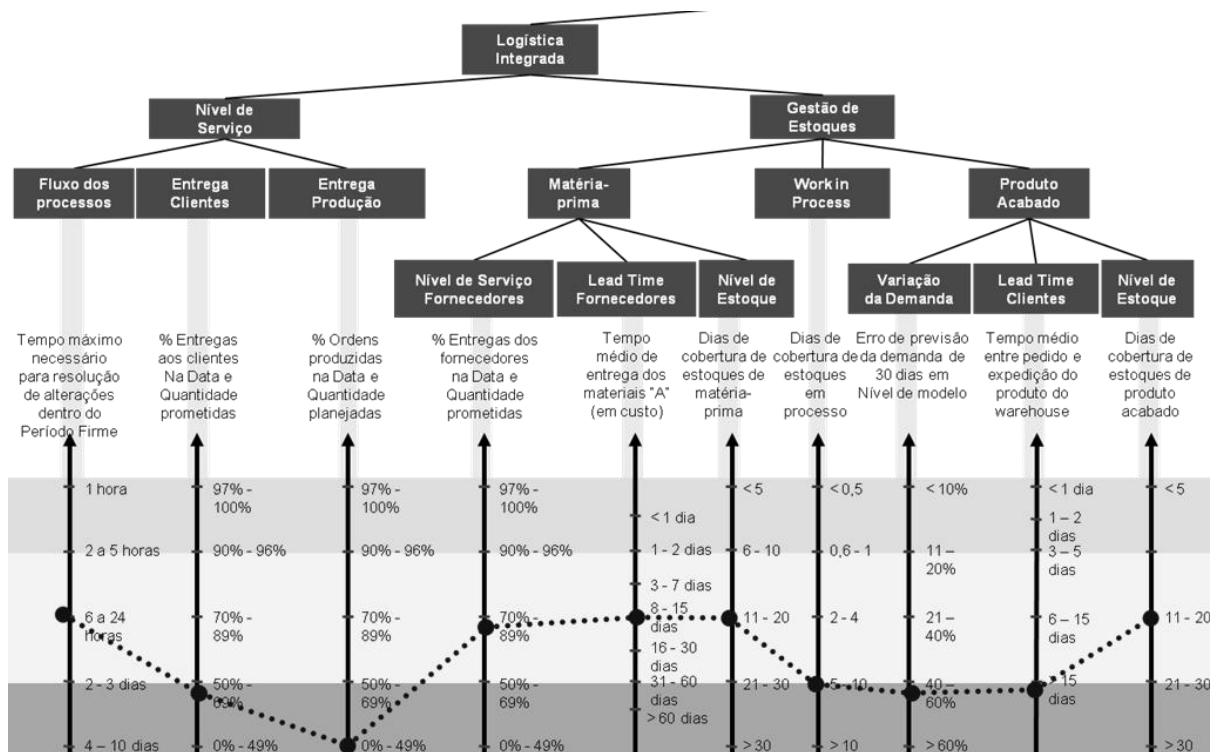 Logística
Integrada
Nível de
Serviço
Gestão de
Estoques
Fluxo dos
processos
Entrega
Clientes
Entrega
Produção
Matéria-
prima
Work in
Process
Produto
Acabado
Nível de Serviço
Fornecedores
Lead Time
Fornecedores
Nível de
Estoque
Variação
da Demanda
Lead Time
Clientes
Nível de
Estoque
Tempo máximo
necessário
para resolução
de alterações
dentro do
Período Firme
% Entregas
aos clientes
Na Data e
Quantidade
prometidas
% Ordens
produzidas
na Data e
Quantidade
planejadas
% Entregas dos
fornecedores
na Data e
Quantidade
prometidas
Tempo
médio de
entrega dos
materiais "A"
(em custo)
Dias de
cobertura de
estoques de
matéria-
prima
Dias de
cobertura de
estoques
em
processo
Erro de previsão
da demanda de
30 dias em
Nível de modelo
Tempo médio
entre pedido e
expedição do
produto do
warehouse
Dias de
cobertura de
estoques de
produto
acabado
1 hora
2 a 5 horas
6 a 24
horas
2 - 3 dias
4 – 10 dias
97% -
100%
90% - 96%
70% -
89%
50% -
69%
0% - 49%
97% -
100%
90% - 96%
70% -
89%
50% -
69%
0% - 49%
97% -
100%
90% - 96%
70% -
89%
50% -
69%
0% - 49%
< 1 dia
1 - 2 dias
3 - 7 dias
8 - 15
dias
16 - 30
dias
31 - 60
dias
> 60 dias
< 5
6 - 10
11 - 20
21 - 30
> 30
< 0,5
0,6 - 1
2 - 4
5 - 10
> 10
< 10%
11 –
20%
21 –
40%
40 –
60%
> 60%
< 1 dia
1 – 2
dias
3 – 5
dias
6 – 15
dias
> 15
dias
< 5
11 - 20
21 - 30
> 30